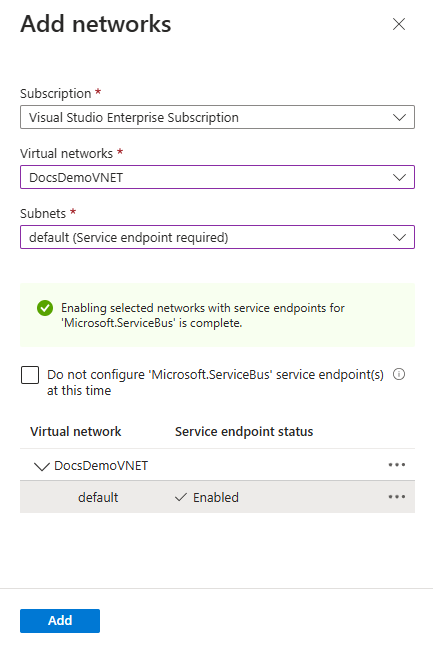 Add networks
Subscription *
Visual Studio Enterprise Subscription
Virtual networks *
DocsDemoVNET
Subnets *
default (Service endpoint required)
Enabling selected networks with service endpoints for
'Microsoft.ServiceBus' is complete.
Do not configure 'Microsoft.ServiceBus' service endpoint(s)
at this time
Virtual network Service endpoint status
DocsDemoVNET
default Enabled
Add